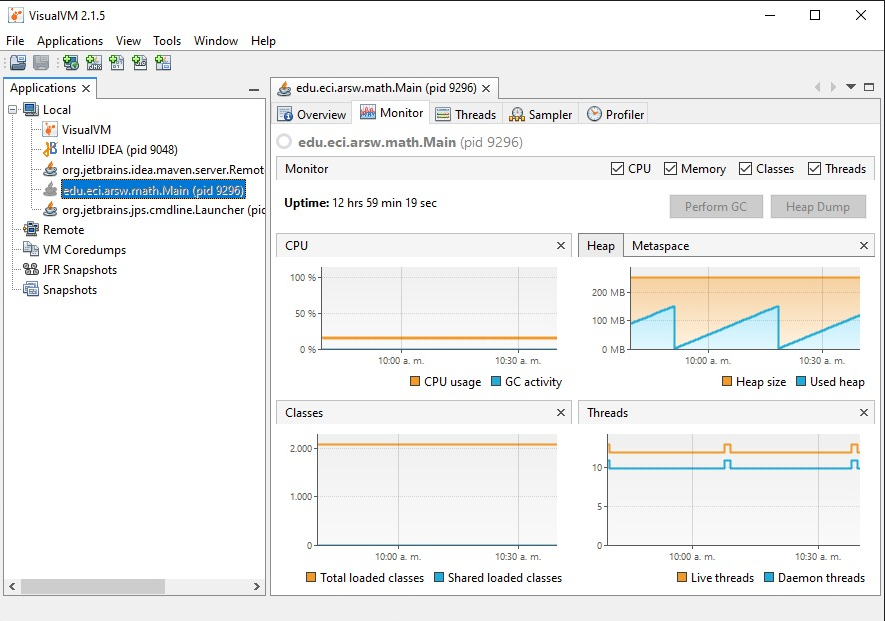 VisualVM 2.1.5
File Applications View Tools Window Help
Applications
Local
VisualVM
IntelliJ IDEA (pid 9048)
org.jetbrains.idea.maven.server.Remot
edu.eci.arsw.math.Main (pid 9296)
org.jetbrains.jps.cmdline.Launcher (pid
Remote
VM Coredumps
JFR Snapshots
Snapshots
edu.eci.arsw.math.Main (pid 9296)
Overview Monitor Threads Sampler Profiler
edu.eci.arsw.math.Main (pid 9296)
Monitor CPU Memory Classes Threads
Uptime: 12 hrs 59 min 19 sec
Perform GC Heap Dump
CPU
100 %
50 %
0 %
10:00 a. m. 10:30 a. m.
CPU usage GC activity
Heap Metaspace
200 MB
100 MB
0 MB
10:00 a. m. 10:30 a. m.
Heap size Used heap
Classes
2.000
1.000
0
10:00 a. m. 10:30 a. m.
Total loaded classes Shared loaded classes
Threads
10
5
0
10:00 a. m. 10:30 a. m.
Live threads Daemon threads